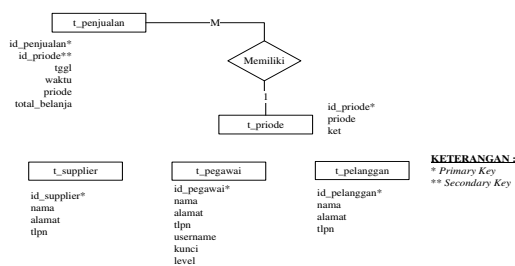 t_penjualan
M
id_penjualan*
id_priode**
tggl
waktu
priode
total_belanja
Memiliki
1
t_priode
id_priode*
priode
ket
t_supplier
id_supplier*
nama
alamat
tlpn
t_pegawai
id_pegawai*
nama
alamat
tlpn
username
kunci
level
t_pelanggan
id_pelanggan*
nama
alamat
tlpn
KETERANGAN :
* Primary Key
** Secondary Key